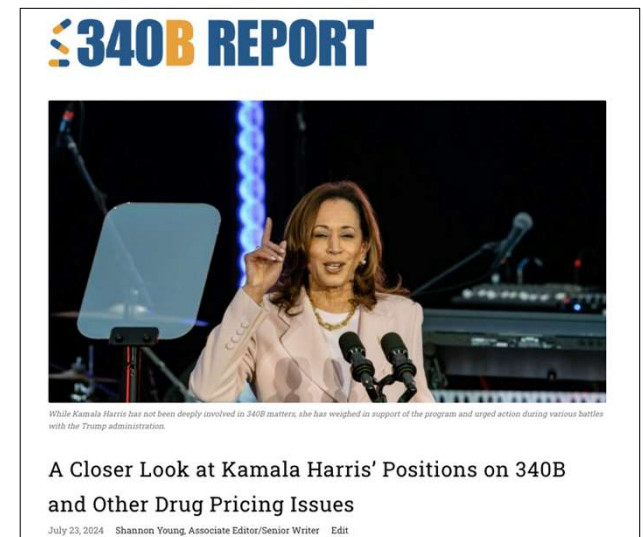 340B REPORT
While Kamala Harris has not been deeply involved in 340B matters, she has weighed in support of the program and urged action during various battles
with the Trump administration.
A Closer Look at Kamala Harris’ Positions on 340B
and Other Drug Pricing Issues
July 23, 2024 Shannon Young, Associate Editor/Senior Writer Edit